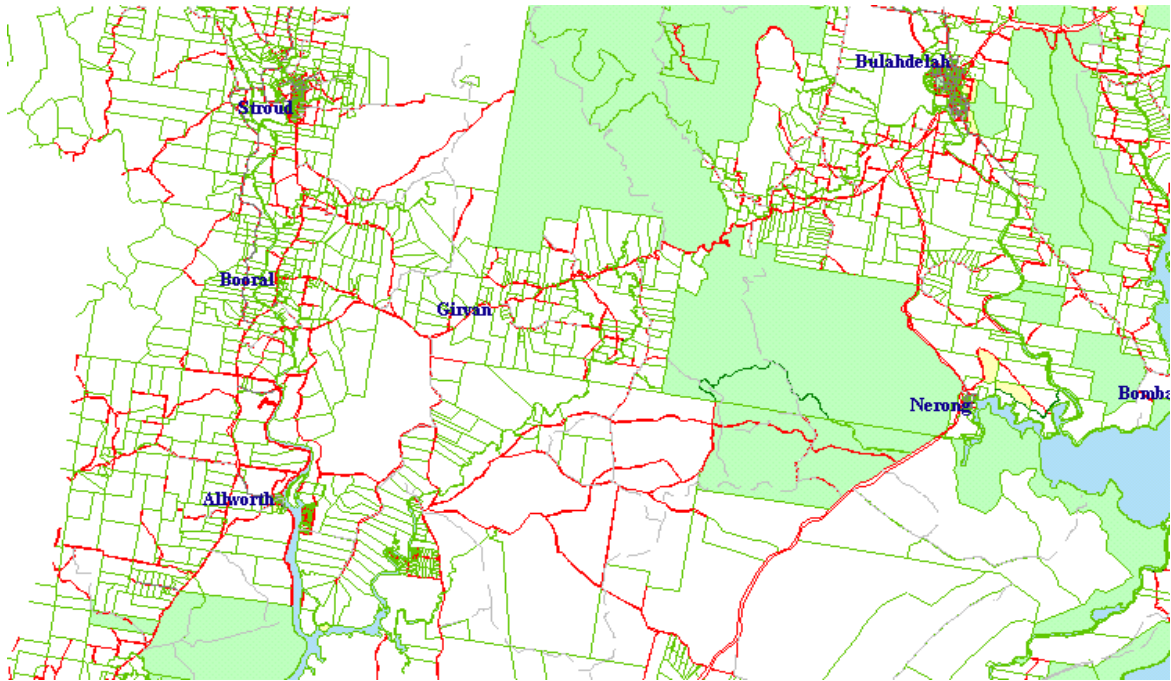 Bulahdelah
Stroud
Booral
Girvan
Nerong
Bomba
Allworth